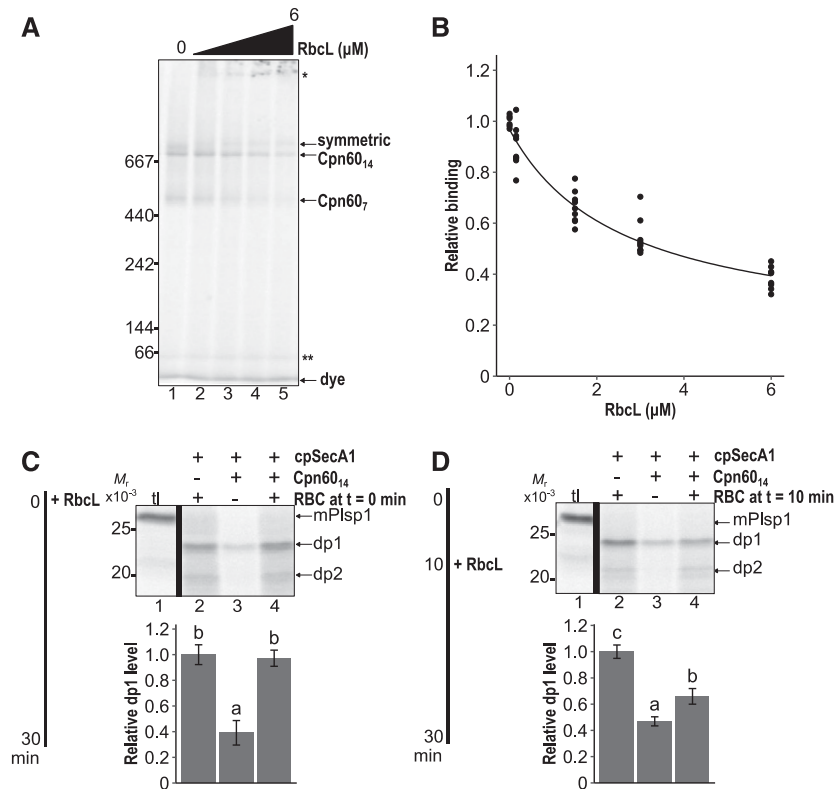 A
6
0
RbcL (µM)
*
symmetric
Cpn60₁₄
667
Cpn60₇
440
242
144
66
**
dye
1 2 3 4 5
B
Relative binding
1.2
1.0
0.8
0.6
0.4
0.2
0
0 2 4 6
RbcL (µM)
C
+ + + cpSecA1
- + + Cpn60₁₄
+ - + RBC at t = 0 min
0
+ RbcL
Mr
x10⁻³
tl
mPlsp1
25
dp1
20
dp2
1 2 3 4
30
min
Relative dp1 level
1.2
1.0
0.8
0.6
0.4
0.2
0
b
a
b
D
+ + + cpSecA1
- + + Cpn60₁₄
+ - + RBC at t = 10 min
0
10
+ RbcL
Mr
x10⁻³
tl
mPlsp1
25
dp1
20
dp2
1 2 3 4
30
min
Relative dp1 level
1.2
1.0
0.8
0.6
0.4
0.2
0
c
a
b